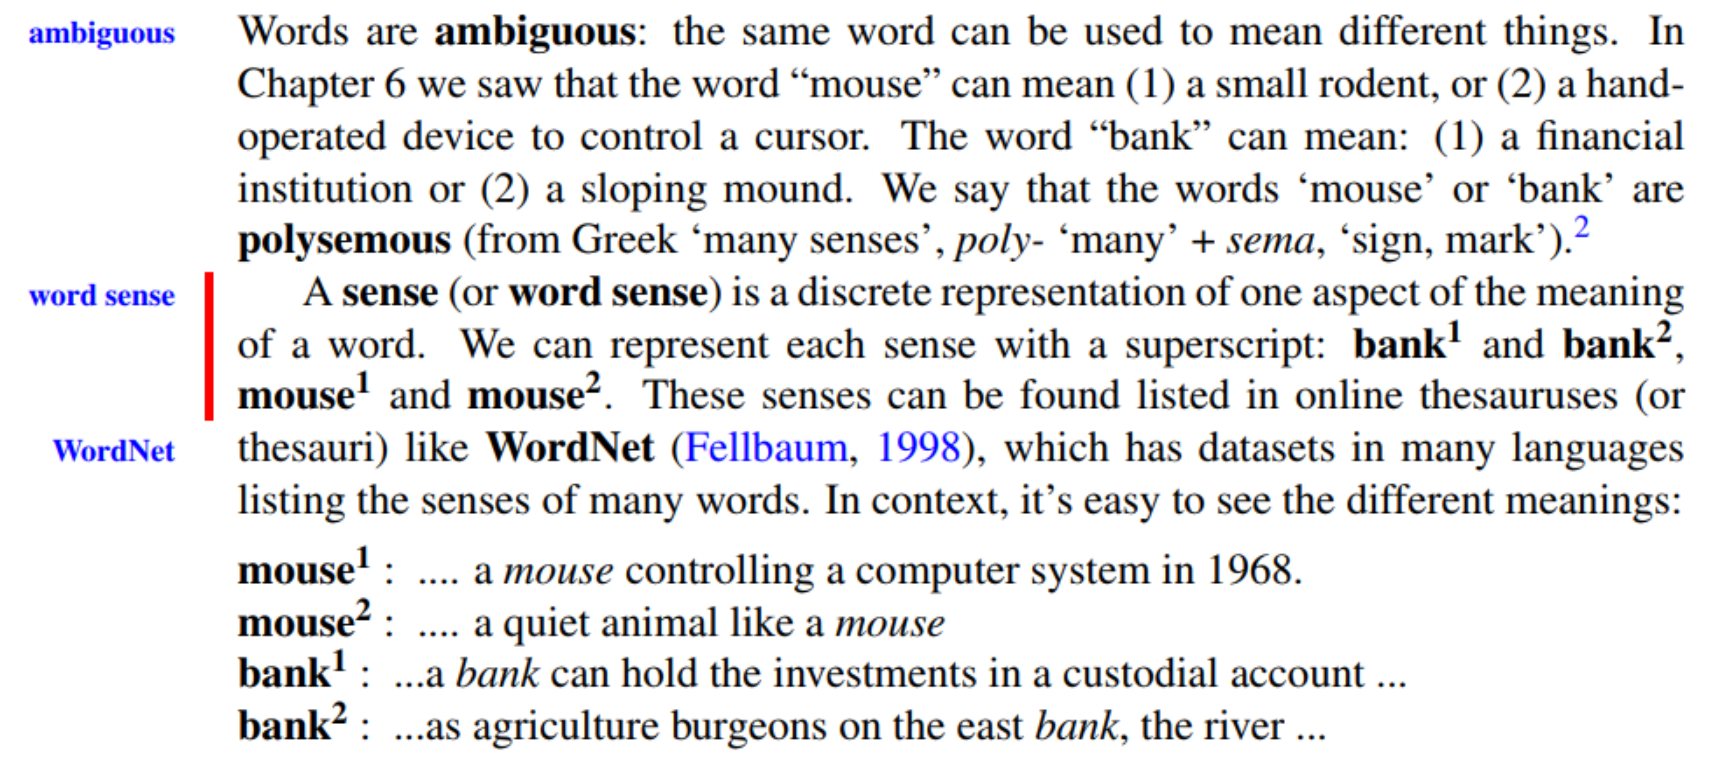 ambiguous Words are ambiguous: the same word can be used to mean different things. In
Chapter 6 we saw that the word “mouse” can mean (1) a small rodent, or (2) a hand-
operated device to control a cursor. The word “bank” can mean: (1) a financial
institution or (2) a sloping mound. We say that the words ‘mouse’ or ‘bank’ are
polysemous (from Greek ‘many senses’, poly- ‘many’ + sema, ‘sign, mark’).²
word sense A sense (or word sense) is a discrete representation of one aspect of the meaning
of a word. We can represent each sense with a superscript: bank¹ and bank²,
mouse¹ and mouse². These senses can be found listed in online thesauruses (or
WordNet thesauri) like WordNet (Fellbaum, 1998), which has datasets in many languages
listing the senses of many words. In context, it’s easy to see the different meanings:
mouse¹ : .... a mouse controlling a computer system in 1968.
mouse² : .... a quiet animal like a mouse
bank¹ : ...a bank can hold the investments in a custodial account ...
bank² : ...as agriculture burgeons on the east bank, the river ...